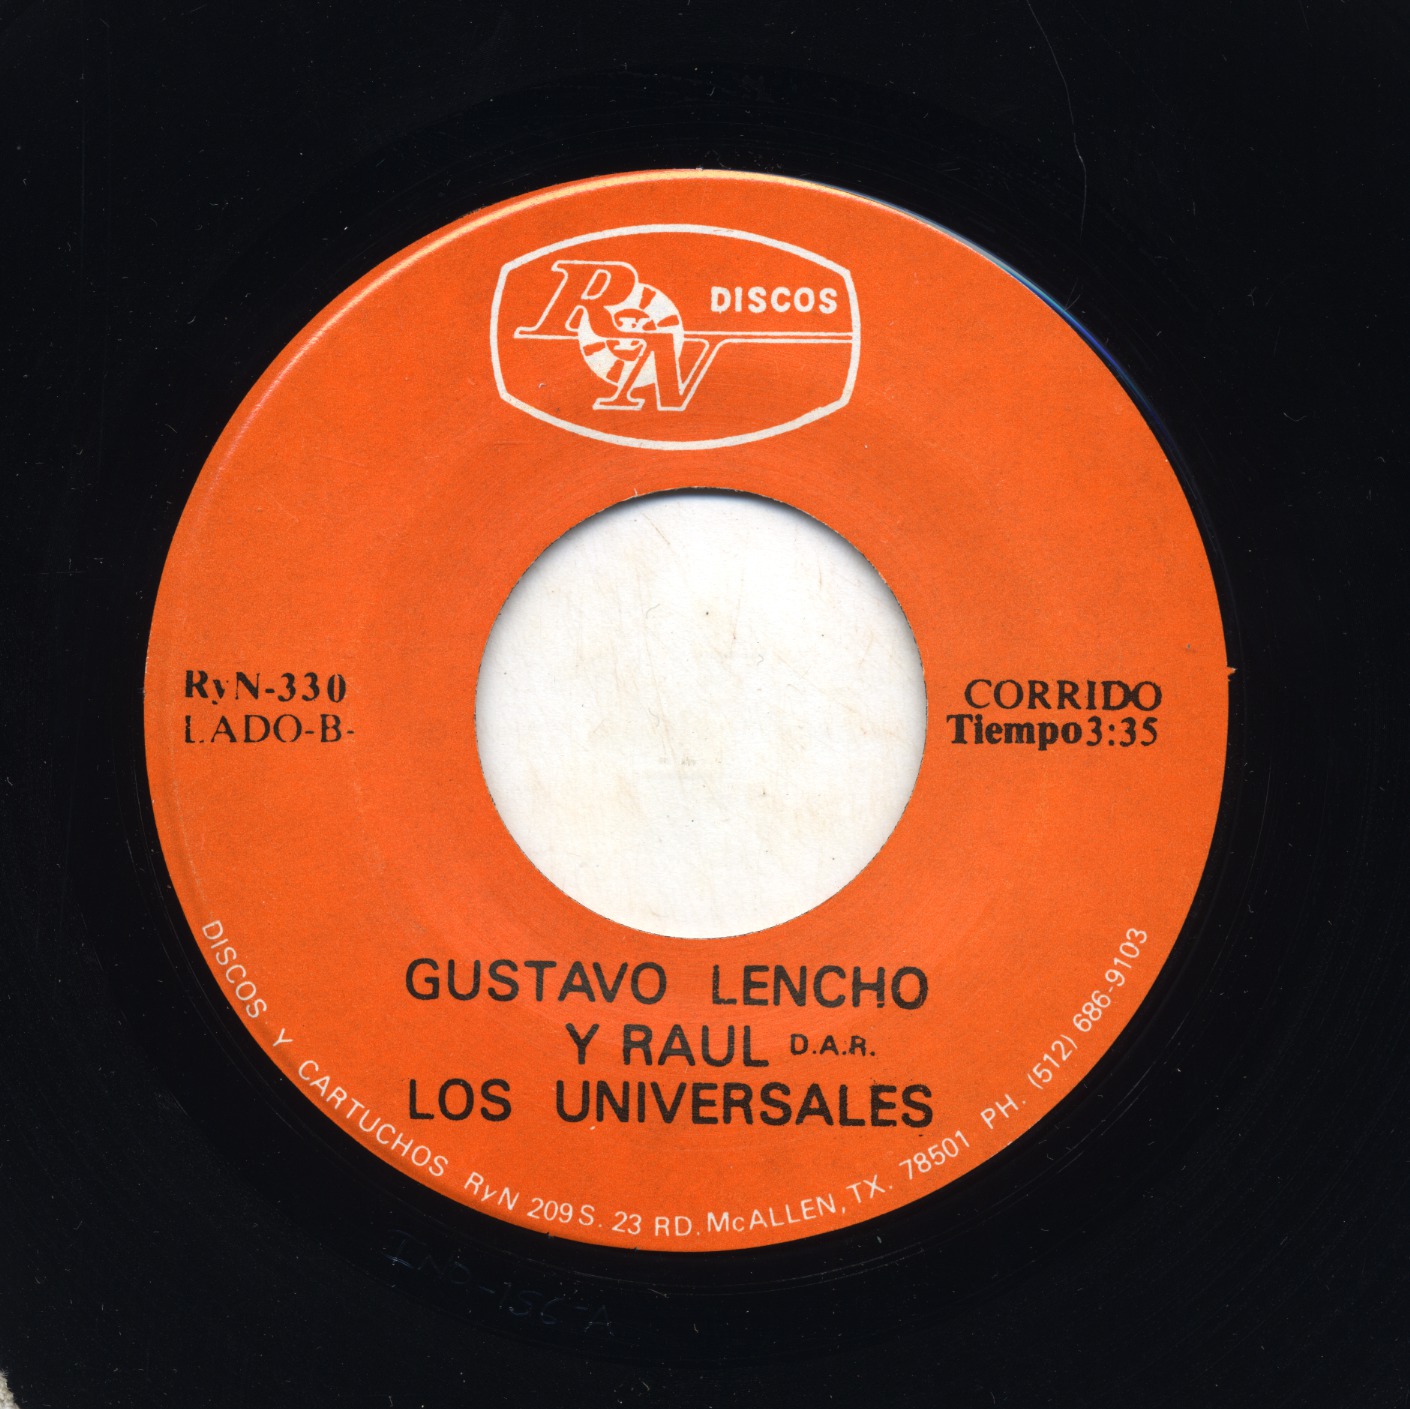 RN DISCOS
RyN-330
LADO-B-
CORRIDO
Tiempo 3:35
GUSTAVO LENCHO
Y RAUL D.A.R.
LOS UNIVERSALES
DISCOS Y CARTUCHOS RyN 209 S. 23 RD. McALLEN, TX. 78501 PH. (512) 686-9103